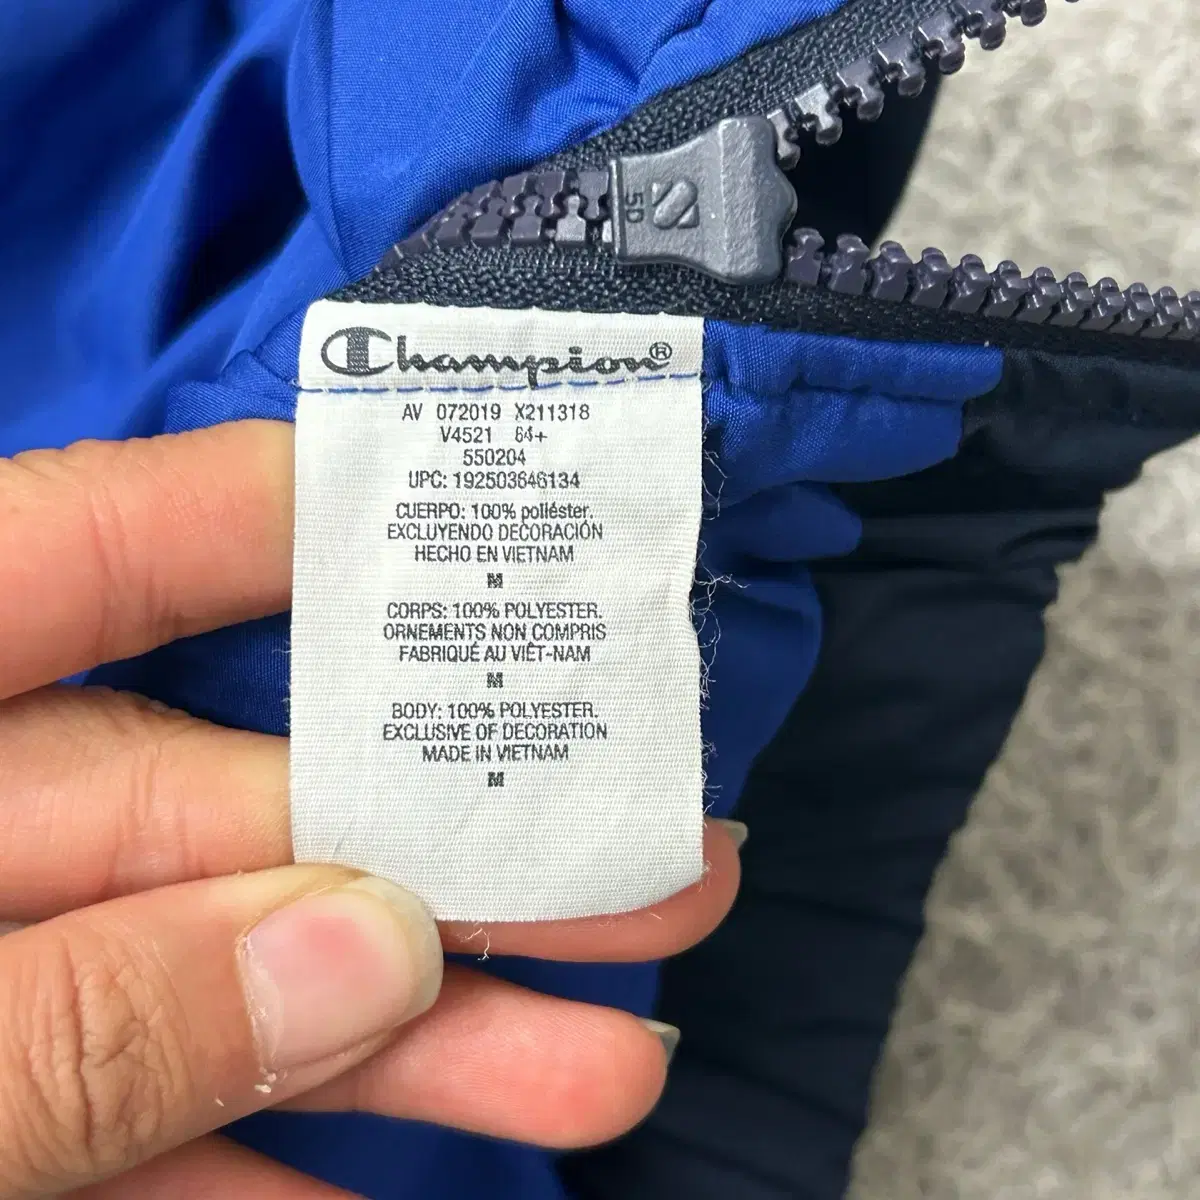 50
Champion®
AV 072019 X211318
V4521 64+
550204
UPC: 192503646134
CUERPO: 100% poliéster.
EXCLUYENDO DECORACIÓN
HECHO EN VIETNAM
M
CORPS: 100% POLYESTER.
ORNEMENTS NON COMPRIS
FABRIQUÉ AU VIÊT-NAM
M
BODY: 100% POLYESTER.
EXCLUSIVE OF DECORATION
MADE IN VIETNAM
M